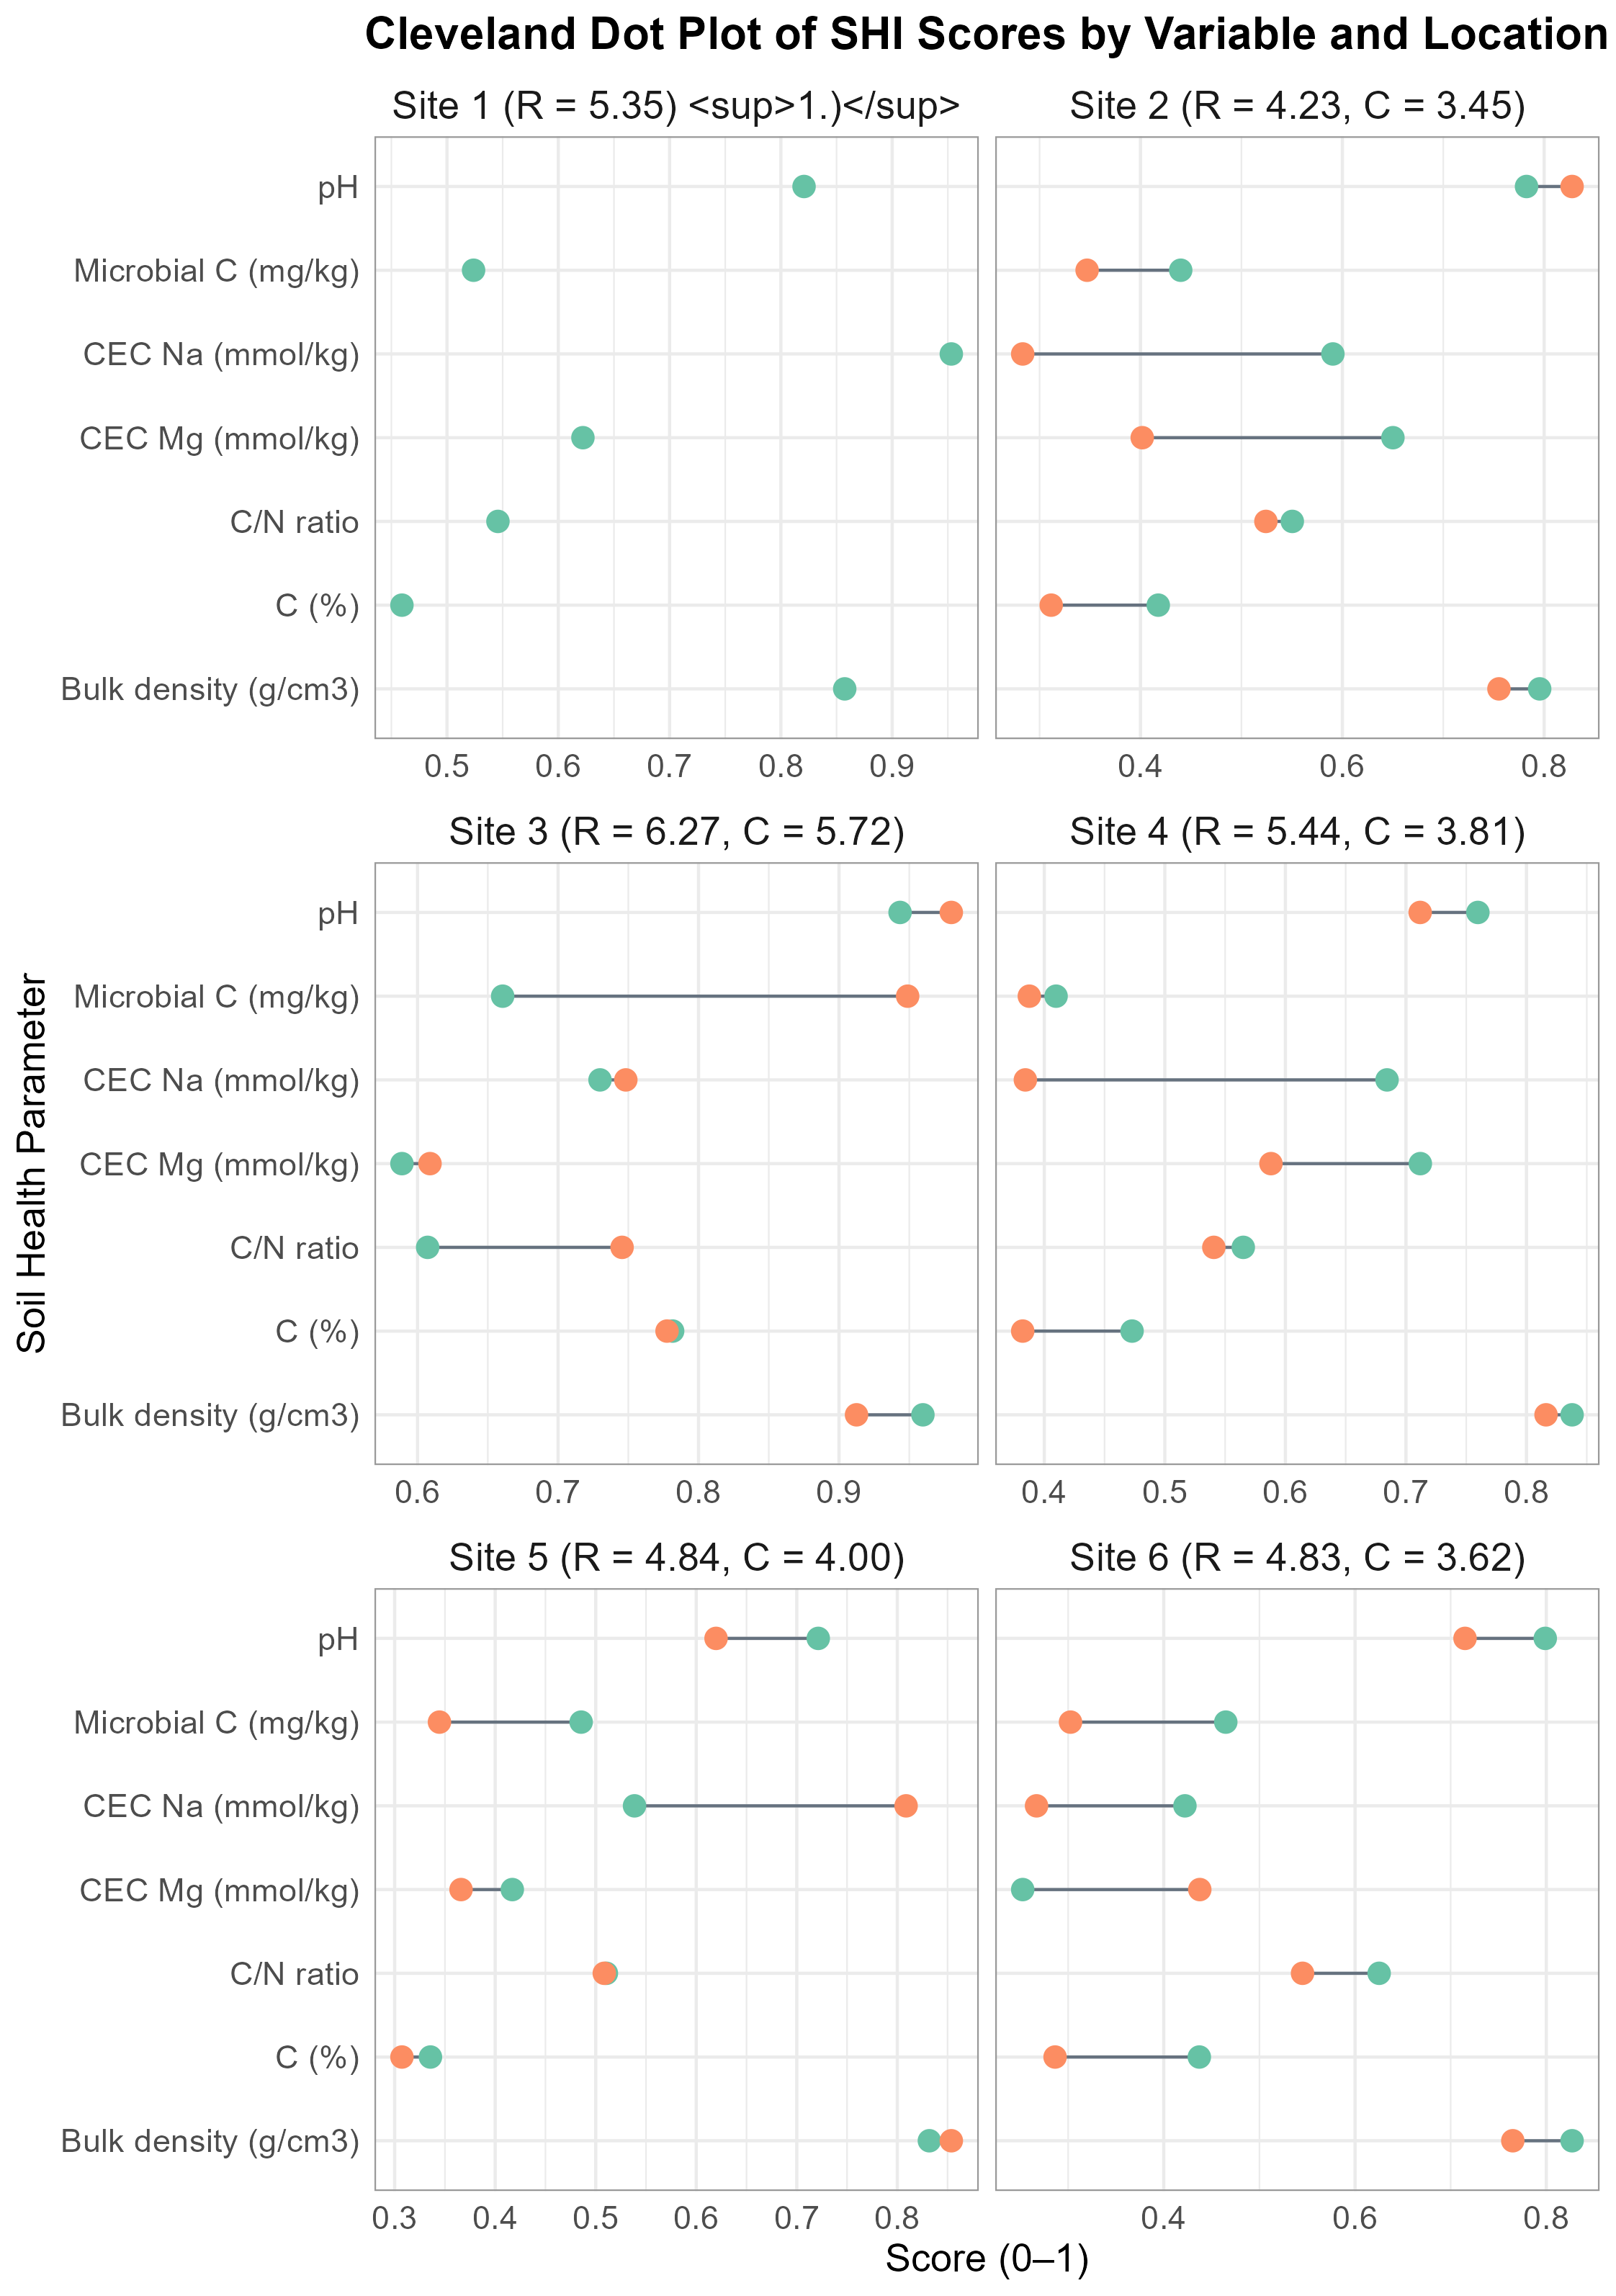 Cleveland Dot Plot of SHI Scores by Variable and Location
Site 1 (R = 5.35) <sup>1.)</sup>
Site 2 (R = 4.23, C = 3.45)
pH
Microbial C (mg/kg)
CEC Na (mmol/kg)
CEC Mg (mmol/kg)
C/N ratio
C (%)
Bulk density (g/cm3)
0.5 0.6 0.7 0.8 0.9
0.4 0.6 0.8
Site 3 (R = 6.27, C = 5.72)
Site 4 (R = 5.44, C = 3.81)
Soil Health Parameter
pH
Microbial C (mg/kg)
CEC Na (mmol/kg)
CEC Mg (mmol/kg)
C/N ratio
C (%)
Bulk density (g/cm3)
0.6 0.7 0.8 0.9
0.4 0.5 0.6 0.7 0.8
Site 5 (R = 4.84, C = 4.00)
Site 6 (R = 4.83, C = 3.62)
pH
Microbial C (mg/kg)
CEC Na (mmol/kg)
CEC Mg (mmol/kg)
C/N ratio
C (%)
Bulk density (g/cm3)
0.3 0.4 0.5 0.6 0.7 0.8
0.4 0.6 0.8
Score (0–1)